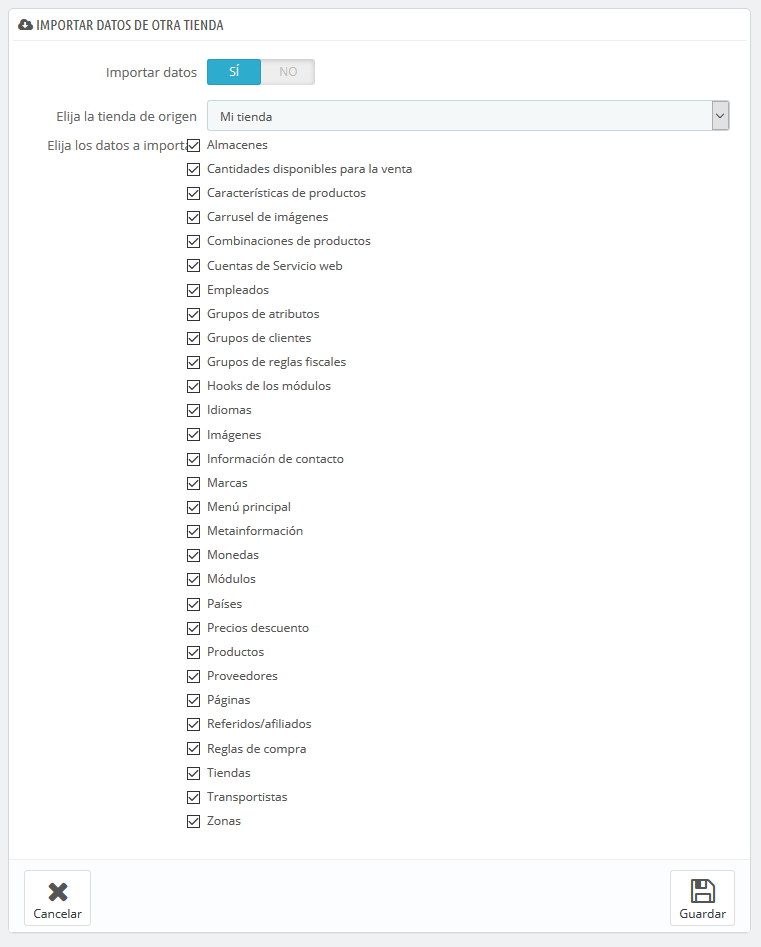 IMPORTAR DATOS DE OTRA TIENDA
Importar datos SÍ NO
Elija la tienda de origen Mi tienda
Elija los datos a importa Almacenes
Cantidades disponibles para la venta
Características de productos
Carrusel de imágenes
Combinaciones de productos
Cuentas de Servicio web
Empleados
Grupos de atributos
Grupos de clientes
Grupos de reglas fiscales
Hooks de los módulos
Idiomas
Imágenes
Información de contacto
Marcas
Menú principal
Metainformación
Monedas
Módulos
Países
Precios descuento
Productos
Proveedores
Páginas
Referidos/afiliados
Reglas de compra
Tiendas
Transportistas
Zonas
Cancelar Guardar